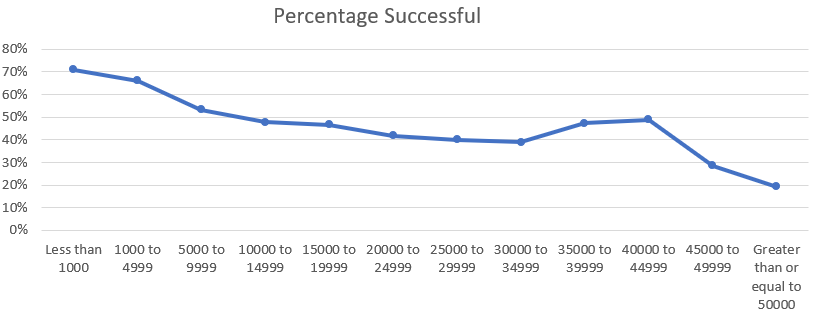 Percentage Successful
80%
70%
60%
50%
40%
30%
20%
10%
0%
Less than
1000
1000 to
4999
5000 to
9999
10000 to
14999
15000 to
19999
20000 to
24999
25000 to
29999
30000 to
34999
35000 to
39999
40000 to
44999
45000 to
49999
Greater
than or
equal to
50000